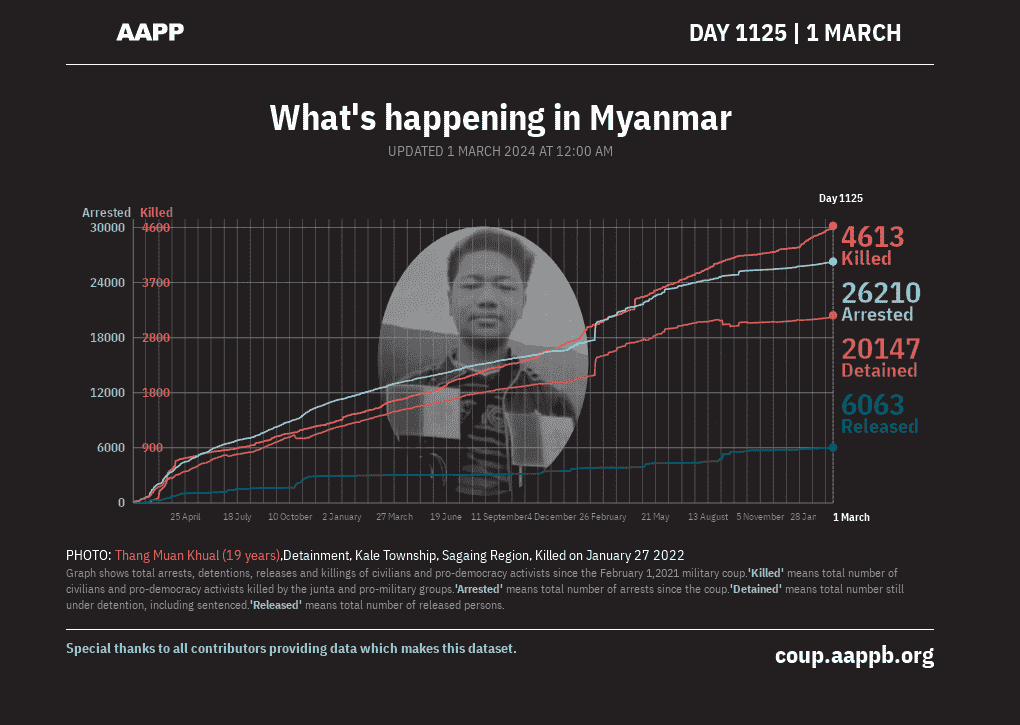 AAPP
DAY 1125 | 1 MARCH
What's happening in Myanmar
UPDATED 1 MARCH 2024 AT 12:00 AM
Day 1125
Arrested Killed
30000 4600
24000 3700
18000 2800
12000 1800
6000 900
0
4613
Killed
26210
Arrested
20147
Detained
6063
Released
25 April 18 July 10 October 2 January 27 March 19 June 11 September 4 December 26 February 21 May 13 August 5 November 28 Jan 1 March
PHOTO: Thang Muan Khual (19 years),Detainment, Kale Township, Sagaing Region, Killed on January 27 2022
Graph shows total arrests, detentions, releases and killings of civilians and pro-democracy activists since the February 1,2021 military coup.'Killed' means total number of
civilians and pro-democracy activists killed by the junta and pro-military groups.'Arrested' means total number of arrests since the coup.'Detained' means total number still
under detention, including sentenced.'Released' means total number of released persons.
Special thanks to all contributors providing data which makes this dataset.
coup.aappb.org